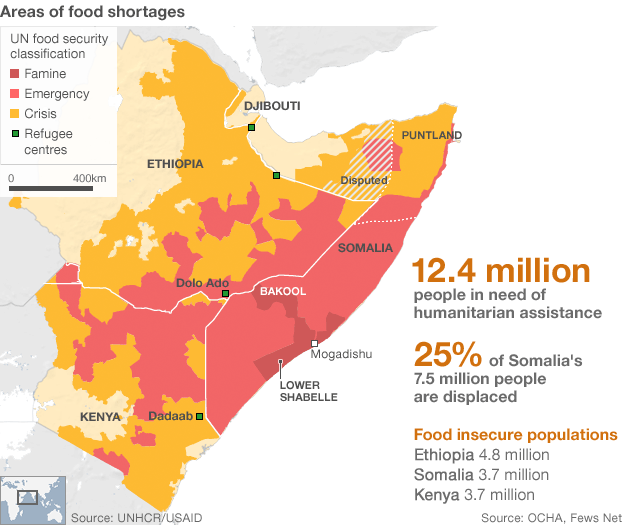 Areas of food shortages
UN food security
classification
Famine
Emergency
Crisis
Refugee
centres
0 400km
DJIBOUTI
PUNTLAND
ETHIOPIA
Disputed
SOMALIA
Dolo Ado
BAKOOL
Mogadishu
LOWER
SHABELLE
KENYA
Dadaab
12.4 million
people in need of
humanitarian assistance
25% of Somalia's
7.5 million people
are displaced
Food insecure populations
Ethiopia 4.8 million
Somalia 3.7 million
Kenya 3.7 million
Source: UNHCR/USAID
Source: OCHA, Fews Net